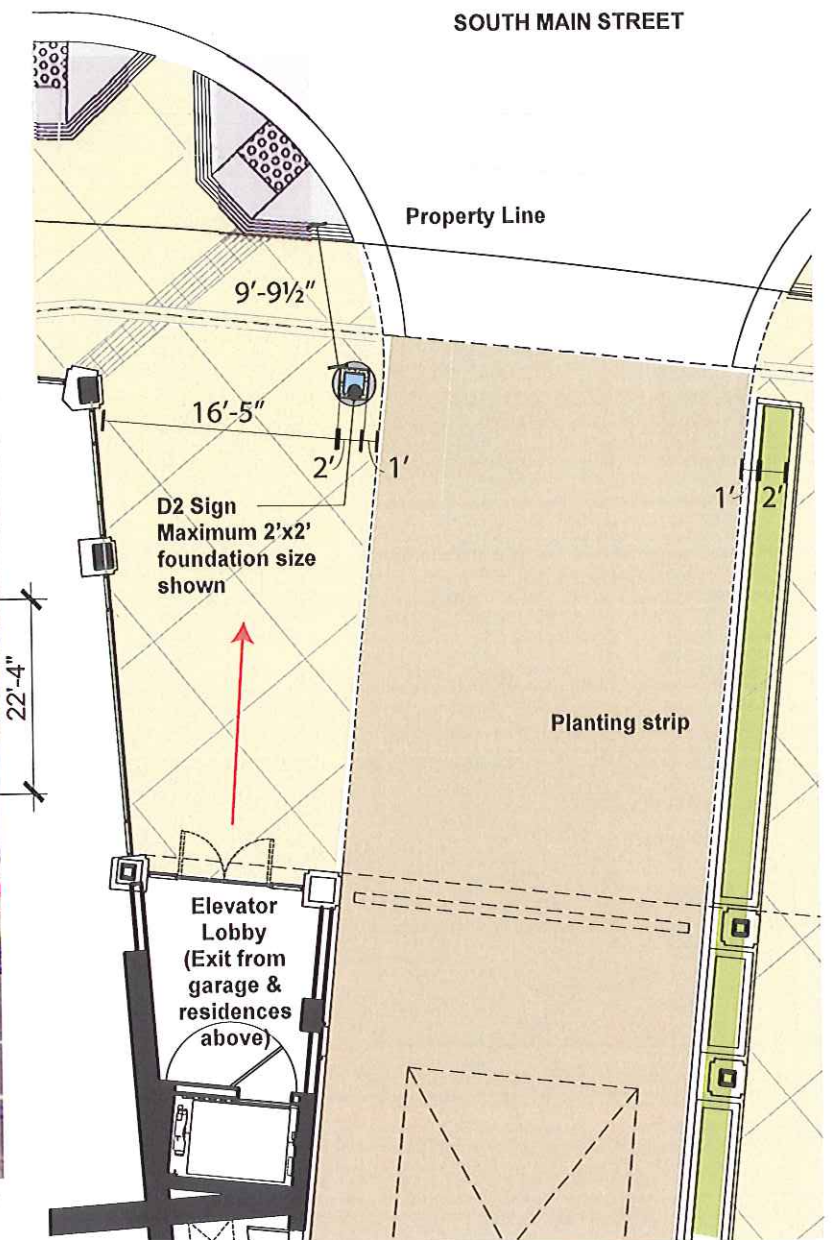 SOUTH MAIN STREET
Property Line
9'-9½"
16'-5"
2'
1'
1'
2'
D2 Sign
Maximum 2'x2'
foundation size
shown
22'-4"
Planting strip
Elevator
Lobby
(Exit from
garage &
residences
above)